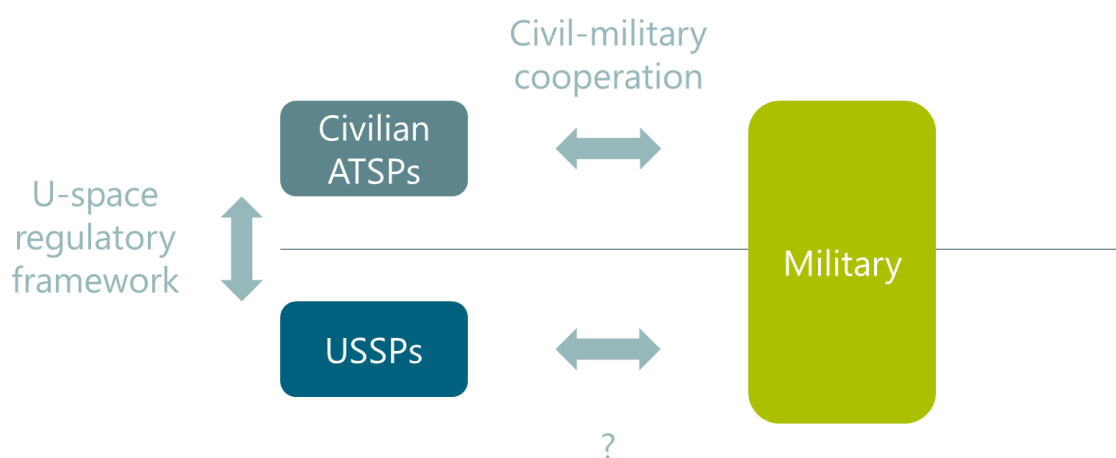 Civil-military
cooperation
Civilian
ATSPs
U-space
regulatory
framework
Military
USSPs
?